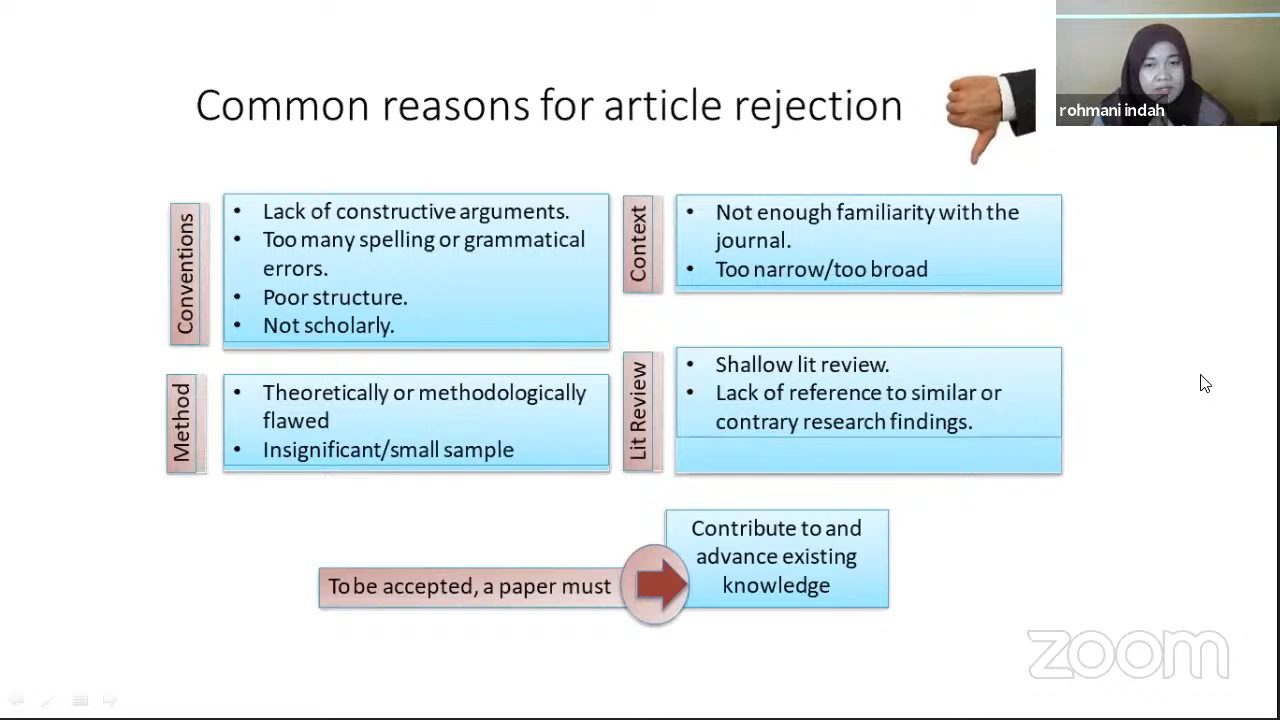 Common reasons for article rejection
rohmani indah
Conventions
• Lack of constructive arguments.
• Too many spelling or grammatical
errors.
• Poor structure.
• Not scholarly.
Context
• Not enough familiarity with the
journal.
• Too narrow/too broad
Method
• Theoretically or methodologically
flawed
• Insignificant/small sample
Lit Review
• Shallow lit review.
• Lack of reference to similar or
contrary research findings.
To be accepted, a paper must
Contribute to and
advance existing
knowledge
zoom